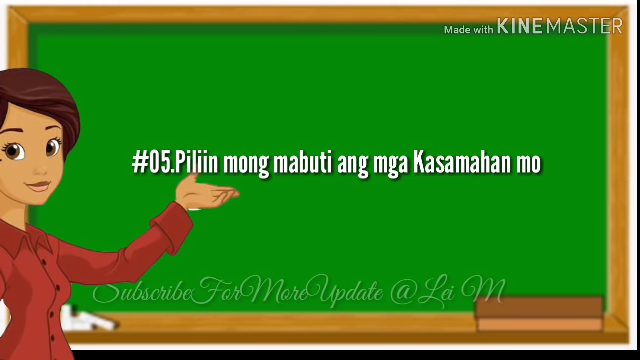 Made with KINEMASTER
#05.Piliin mong mabuti ang mga Kasamahan mo
SubscribeForMoreUpdate @Lei M